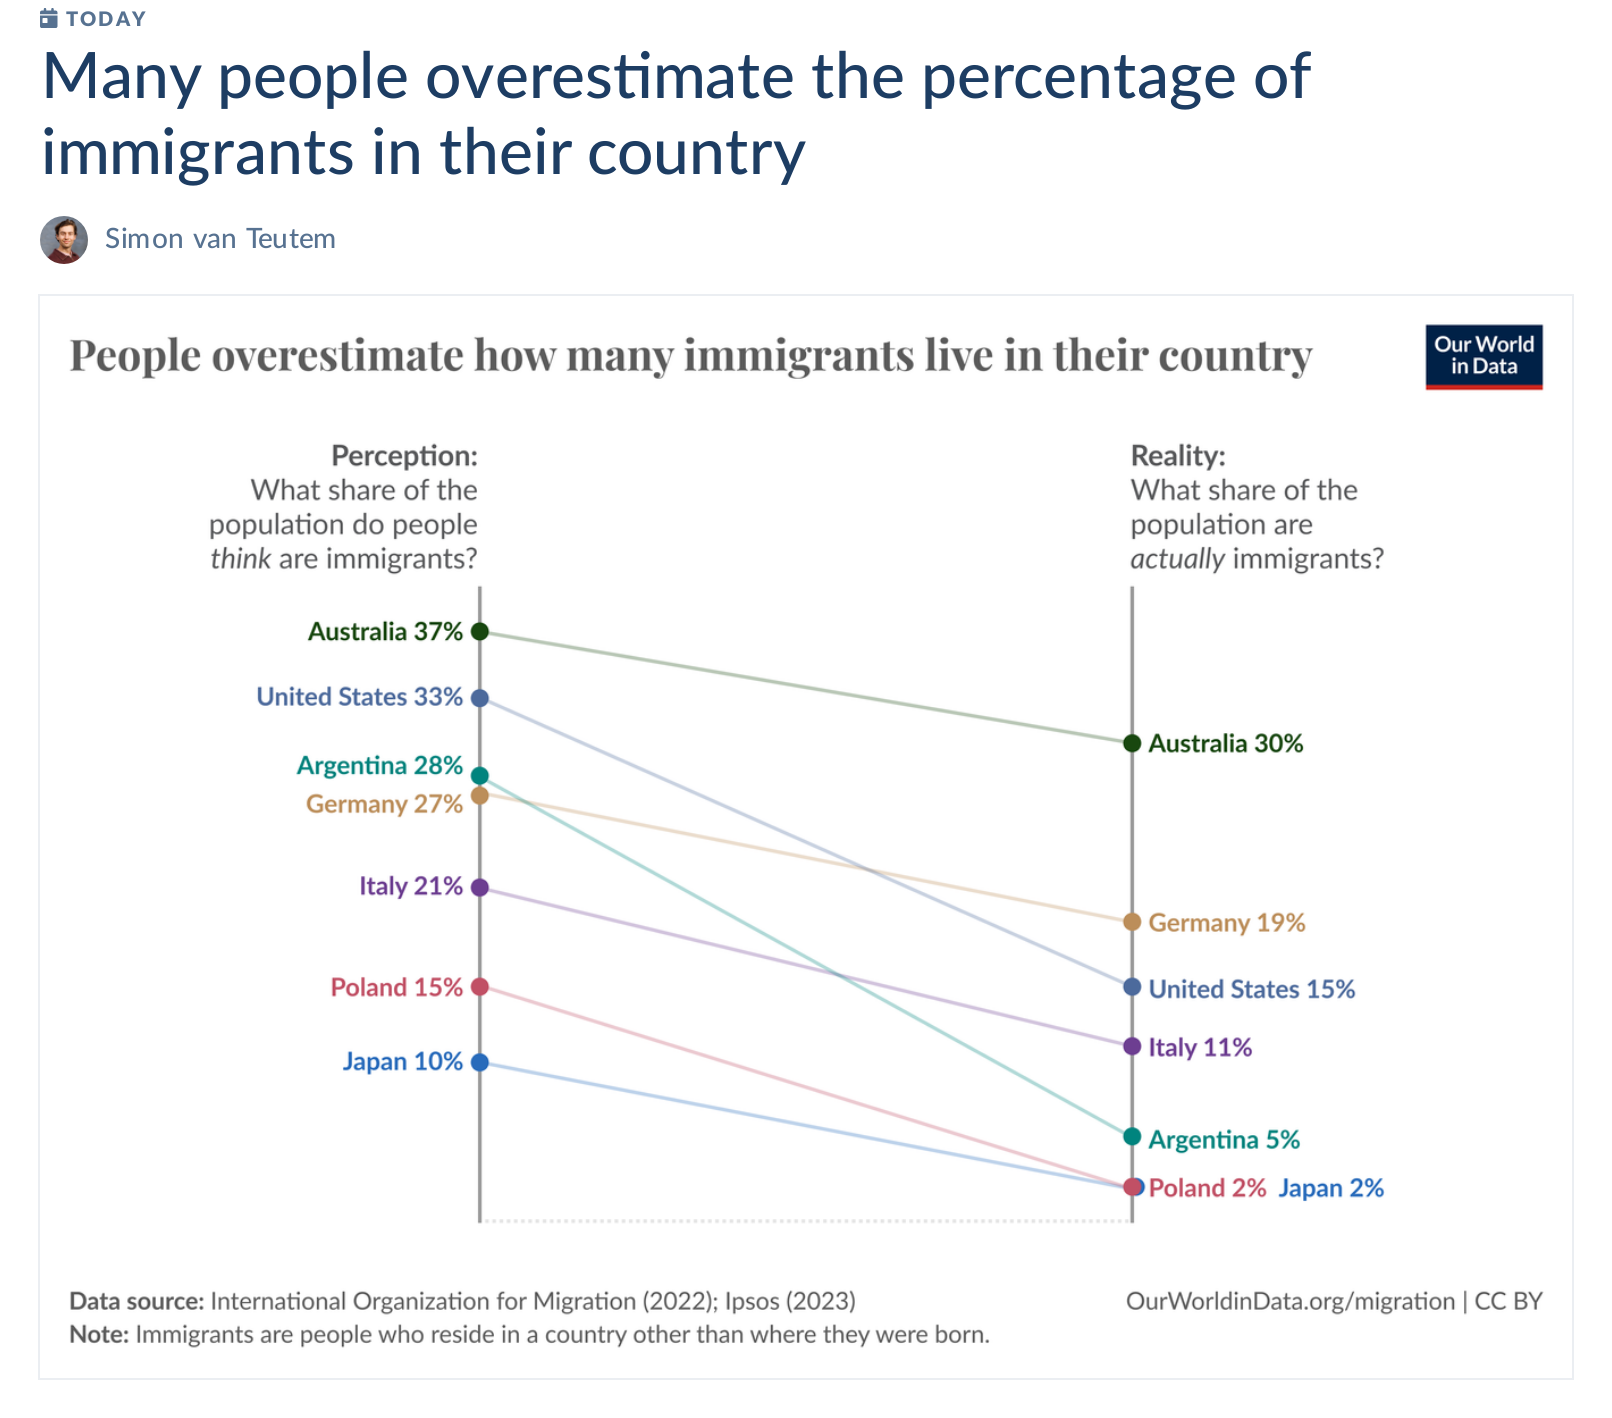 TODAY
Many people overestimate the percentage of
immigrants in their country
Simon van Teutem
People overestimate how many immigrants live in their country
Our World
in Data
Perception:
What share of the
population do people
think are immigrants?
Reality:
What share of the
population are
actually immigrants?
Australia 37%
United States 33%
Argentina 28%
Germany 27%
Italy 21%
Poland 15%
Japan 10%
Australia 30%
Germany 19%
United States 15%
Italy 11%
Argentina 5%
Poland 2% Japan 2%
Data source: International Organization for Migration (2022); Ipsos (2023)
OurWorldinData.org/migration | CC BY
Note: Immigrants are people who reside in a country other than where they were born.